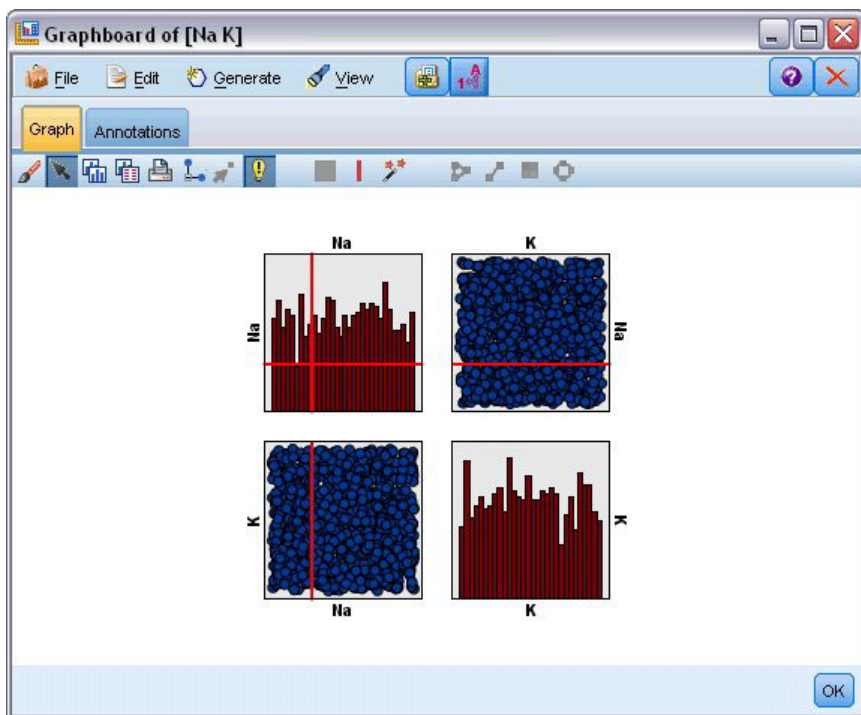 Graphboard of [Na K]
File Edit Generate View
Graph Annotations
Na K
Na Na
K K
Na K
OK